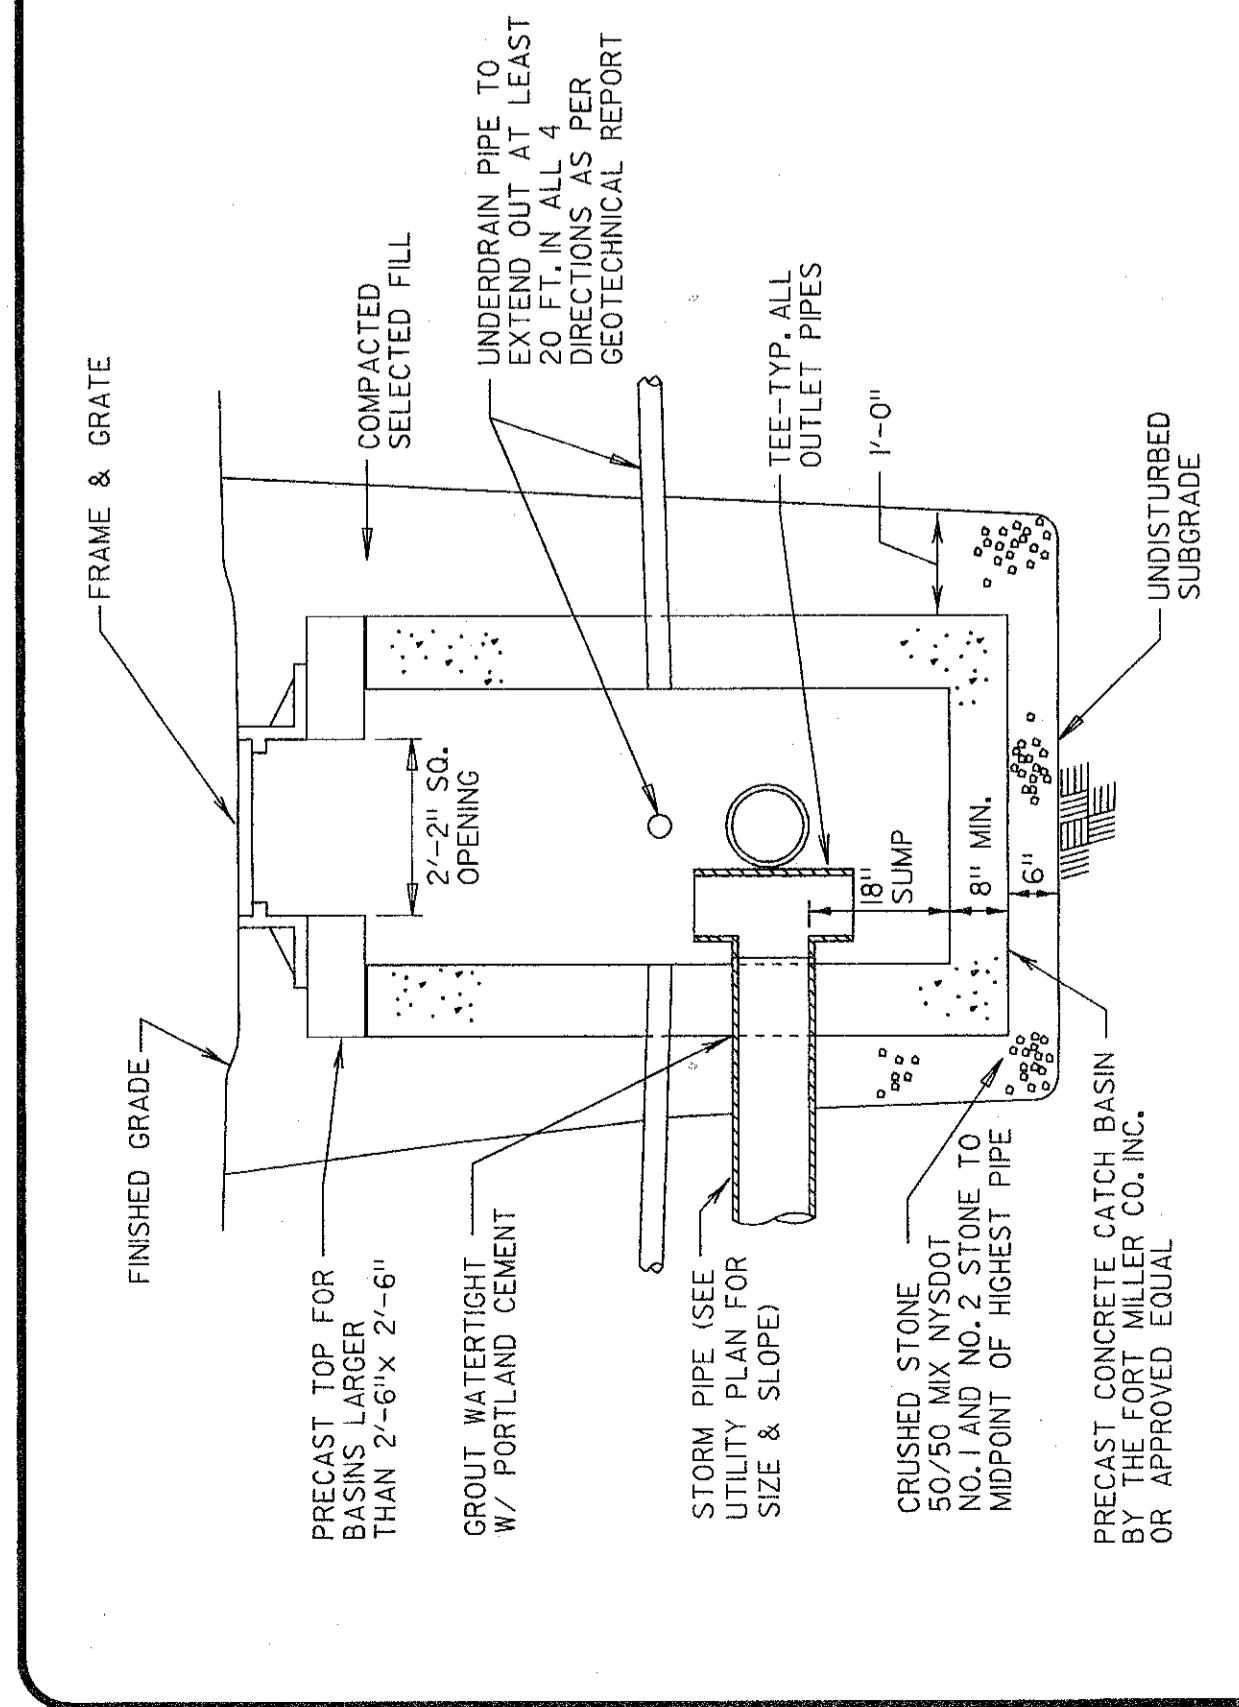 FINISHED GRADE
FRAME & GRATE
PRECAST TOP FOR
BASINS LARGER
THAN 2'-6"x 2'-6"
2'-2" SQ.
OPENING
COMPACTED
SELECTED FILL
GROUT WATERTIGHT
W/ PORTLAND CEMENT
UNDERDRAIN PIPE TO
EXTEND OUT AT LEAST
20 FT. IN ALL 4
DIRECTIONS AS PER
GEOTECHNICAL REPORT
STORM PIPE (SEE
UTILITY PLAN FOR
SIZE & SLOPE)
TEE-TYP. ALL
OUTLET PIPES
18"
SUMP
1'-0"
CRUSHED STONE
50/50 MIX NYSDOT
NO. 1 AND NO. 2 STONE TO
MIDPOINT OF HIGHEST PIPE
8" MIN.
6"
PRECAST CONCRETE CATCH BASIN
BY THE FORT MILLER CO. INC.
OR APPROVED EQUAL
UNDISTURBED
SUBGRADE